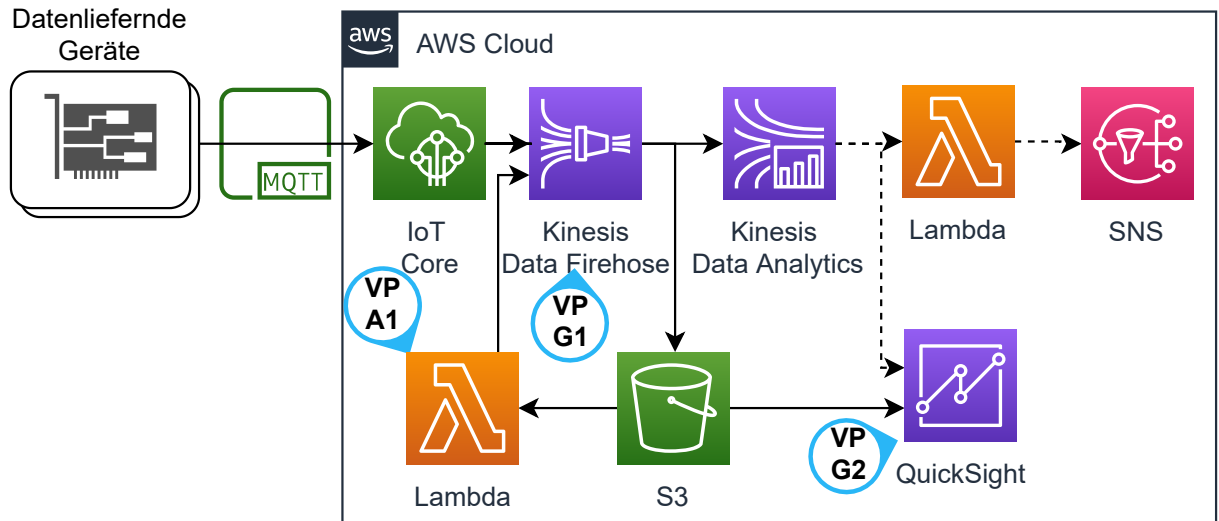 Datenliefernde
Geräte
aws
AWS Cloud
MQTT
IoT
Core
Kinesis
Data Firehose
Kinesis
Data Analytics
Lambda
SNS
VP
A1
VP
G1
Lambda
S3
VP
G2
QuickSight